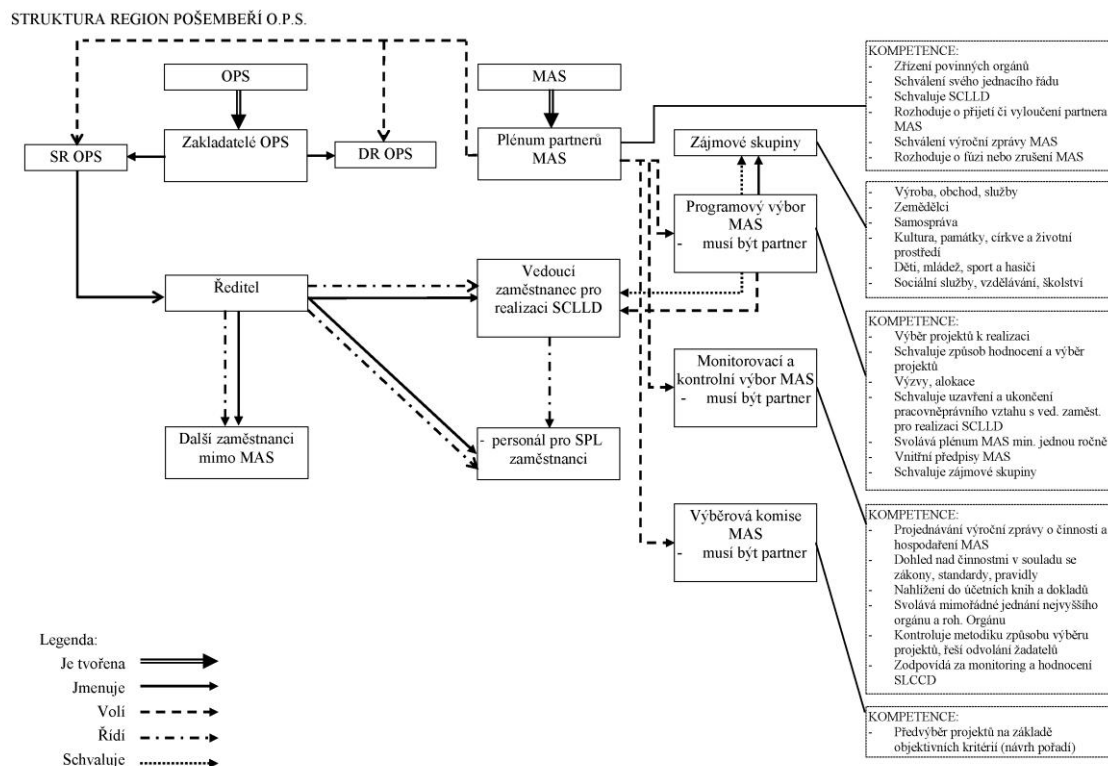 STRUKTURA REGION POŠEMBEŘÍ O.P.S.
OPS
MAS
Zakladatelé OPS
SR OPS
DR OPS
Plénum partnerů
MAS
Zájmové skupiny
Programový výbor
MAS
- musí být partner
Ředitel
Vedoucí
zaměstnanec pro
realizaci SCLLD
Monitorovací a
kontrolní výbor MAS
- musí být partner
Další zaměstnanci
mimo MAS
- personál pro SPL
zaměstnanci
Výběrová komise
MAS
- musí být partner
KOMPETENCE:
- Zřízení povinných orgánů
- Schválení svého jednacího řádu
- Schvaluje SCLLD
- Rozhoduje o přijetí či vyloučení partnera
MAS
- Schválení výroční zprávy MAS
- Rozhoduje o fúzi nebo zrušení MAS
- Výroba, obchod, služby
- Zemědělci
- Samospráva
- Kultura, památky, církve a životní
prostředí
- Děti, mládež, sport a hasiči
- Sociální služby, vzdělávání, školství
KOMPETENCE:
- Výběr projektů k realizaci
- Schvaluje způsob hodnocení a výběr
projektů
- Výzvy, alokace
- Schvaluje uzavření a ukončení
pracovněprávního vztahu s ved. zaměst.
pro realizaci SCLLD
- Svolává plénum MAS min. jednou ročně
- Vnitřní předpisy MAS
- Schvaluje zájmové skupiny
KOMPETENCE:
- Projednávání výroční zprávy o činnosti a
hospodaření MAS
- Dohled nad činnostmi v souladu se
zákony, standardy, pravidly
- Nahlížení do účetních knih a dokladů
- Svolává mimořádné jednání nejvyššího
orgánu a roh. Orgánu
- Kontroluje metodiku způsobu výběru
projektů, řeší odvolání žadatelů
- Zodpovídá za monitoring a hodnocení
SLCCD
KOMPETENCE:
- Předvýběr projektů na základě
objektivních kritérií (návrh pořadí)
Legenda:
Je tvořena
Jmenuje
Volí
Řídí
Schvaluje